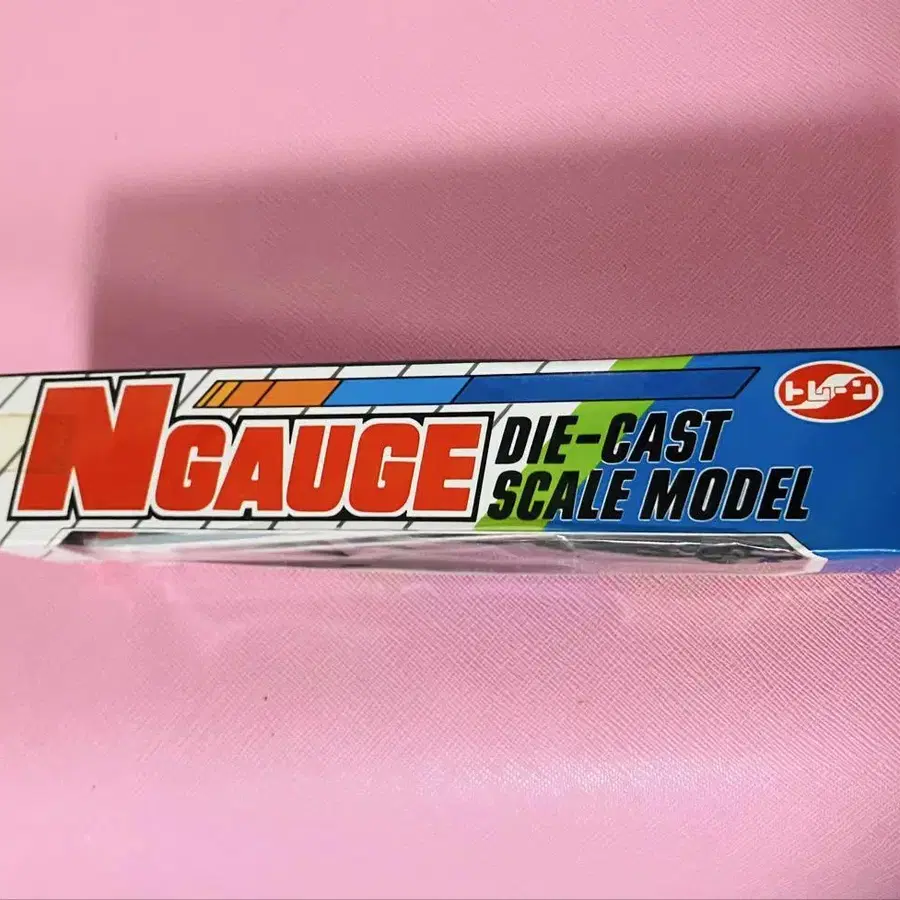 NGAUGE
DIE-CAST
SCALE MODEL
トレーン